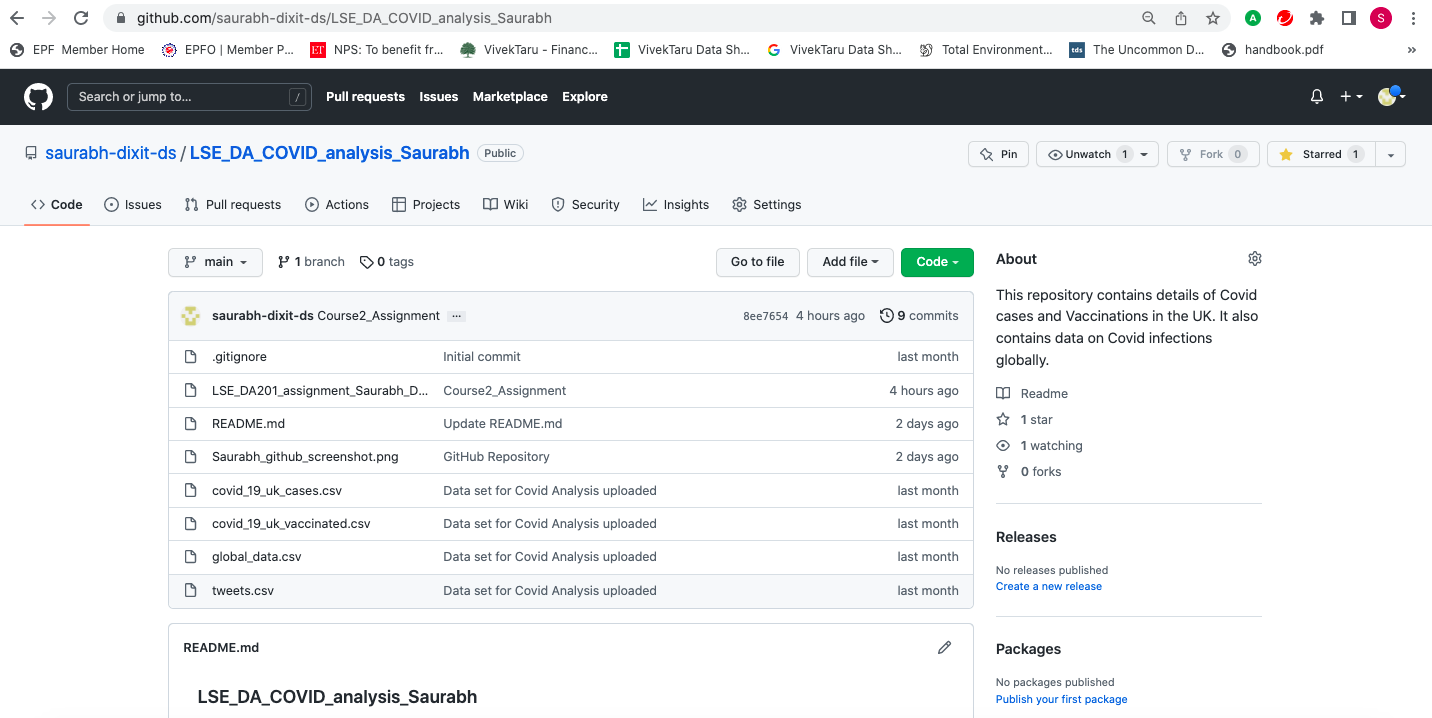 github.com/saurabh-dixit-ds/LSE_DA_COVID_analysis_Saurabh
S
EPF Member Home
EPFO | Member P...
ET NPS: To benefit fr...
VivekTaru - Financ...
VivekTaru Data Sh...
G VivekTaru Data Sh...
Total Environment...
tds The Uncommon D...
handbook.pdf
»
Search or jump to... /
Pull requests Issues Marketplace Explore
saurabh-dixit-ds / LSE_DA_COVID_analysis_Saurabh Public
Pin Unwatch 1 Fork 0 Starred 1
Code Issues Pull requests Actions Projects Wiki Security Insights Settings
main 1 branch 0 tags Go to file Add file Code
saurabh-dixit-ds Course2_Assignment ... 8ee7654 4 hours ago 9 commits
.gitignore Initial commit last month
LSE_DA201_assignment_Saurabh_D... Course2_Assignment 4 hours ago
README.md Update README.md 2 days ago
Saurabh_github_screenshot.png GitHub Repository 2 days ago
covid_19_uk_cases.csv Data set for Covid Analysis uploaded last month
covid_19_uk_vaccinated.csv Data set for Covid Analysis uploaded last month
global_data.csv Data set for Covid Analysis uploaded last month
tweets.csv Data set for Covid Analysis uploaded last month
README.md
LSE_DA_COVID_analysis_Saurabh
About
This repository contains details of Covid
cases and Vaccinations in the UK. It also
contains data on Covid infections
globally.
Readme
1 star
1 watching
0 forks
Releases
No releases published
Create a new release
Packages
No packages published
Publish your first package